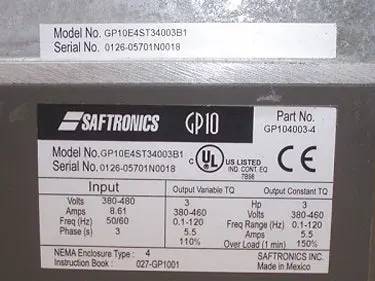 Model No. GP10E4ST34003B1
Serial No. 0126-05701N0018
SAFTRONICS GP10 Part No.
GP104003-4
Model No. GP10E4ST34003B1
Serial No. 0126-05701N0018
C UL US LISTED
IND. CONT. EQ
7B98
CE
Input Output Variable TQ Output Constant TQ
Volts 380-480
Amps 8.61
Freq (Hz) 50/60
Phase (s) 3
3 Hp 3
380-460 Volts 380-460
0.1-120 Freq Range (Hz) 0.1-120
5.5 Amps 5.5
110% Over Load (1 min) 150%
NEMA Enclosure Type : 4 SAFTRONICS INC.
Instruction Book : 027-GP1001 Made in Mexico